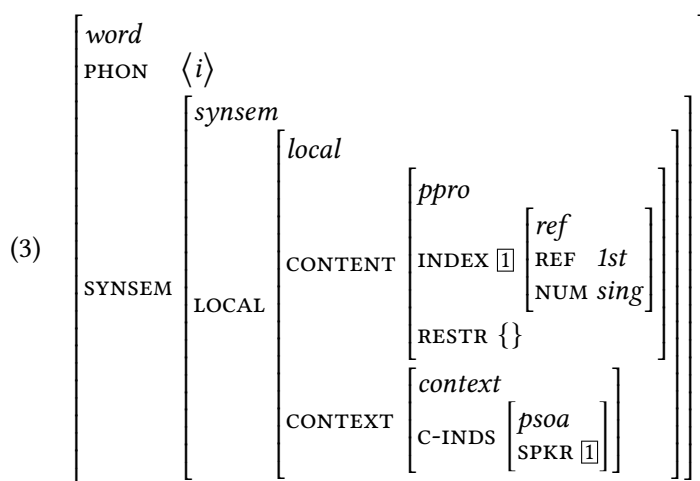 word
PHON ⟨i⟩
synsem
local
ppro
ref
(3) CONTENT INDEX 1 REF 1st
SYNSEM LOCAL NUM sing
RESTR {}
context
CONTEXT C-INDS psoa
SPKR 1